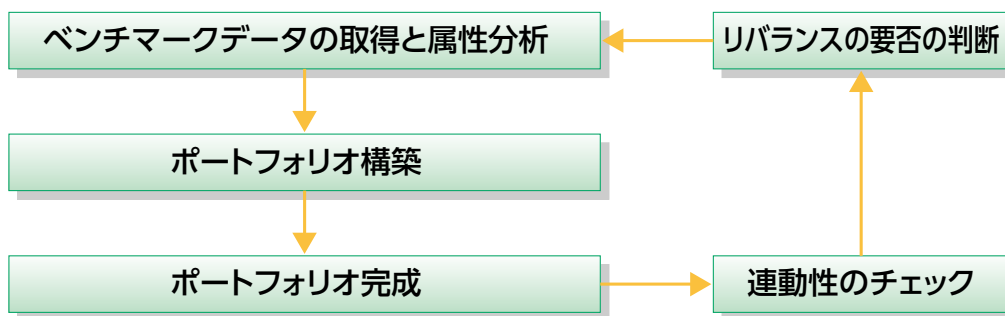 ベンチマークデータの取得と属性分析
リバランスの要否の判断
ポートフォリオ構築
ポートフォリオ完成
連動性のチェック